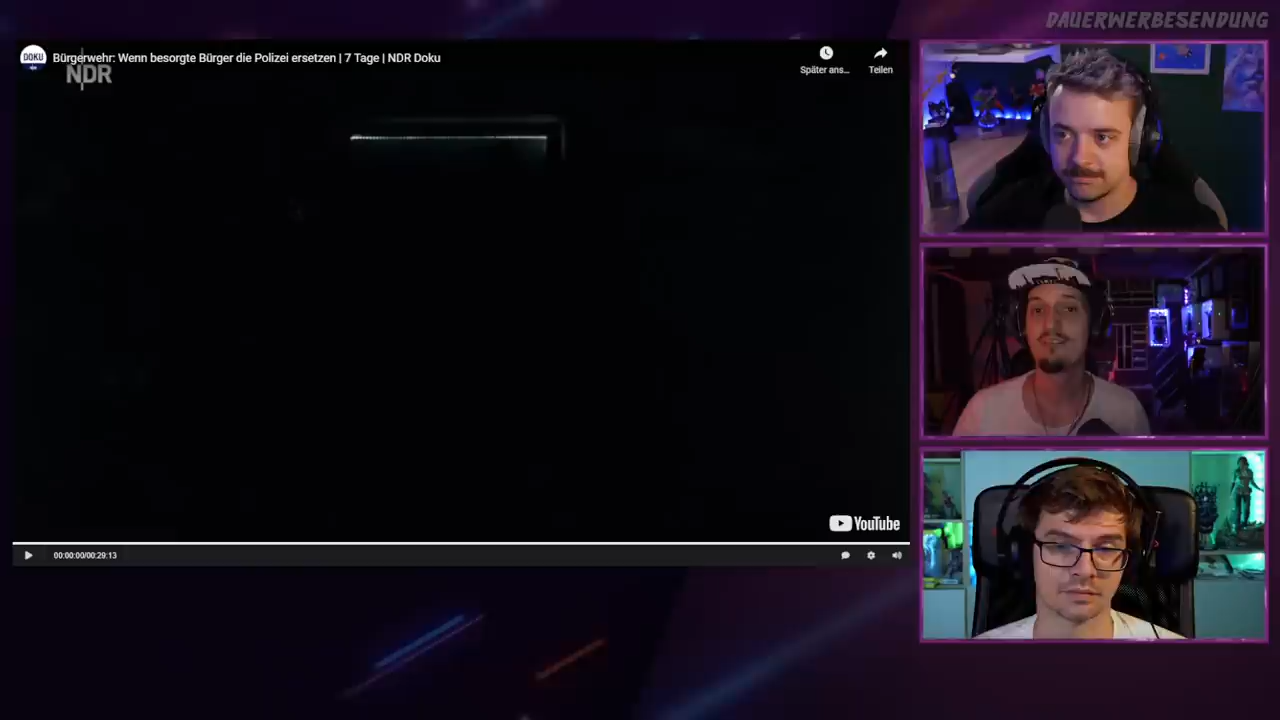 DAUERWERBESENDUNG
DOKU
Bürgerwehr: Wenn besorgte Bürger die Polizei ersetzen | 7 Tage | NDR Doku
NDR
Später ans...
Teilen
YouTube
00:00:00/00:29:13